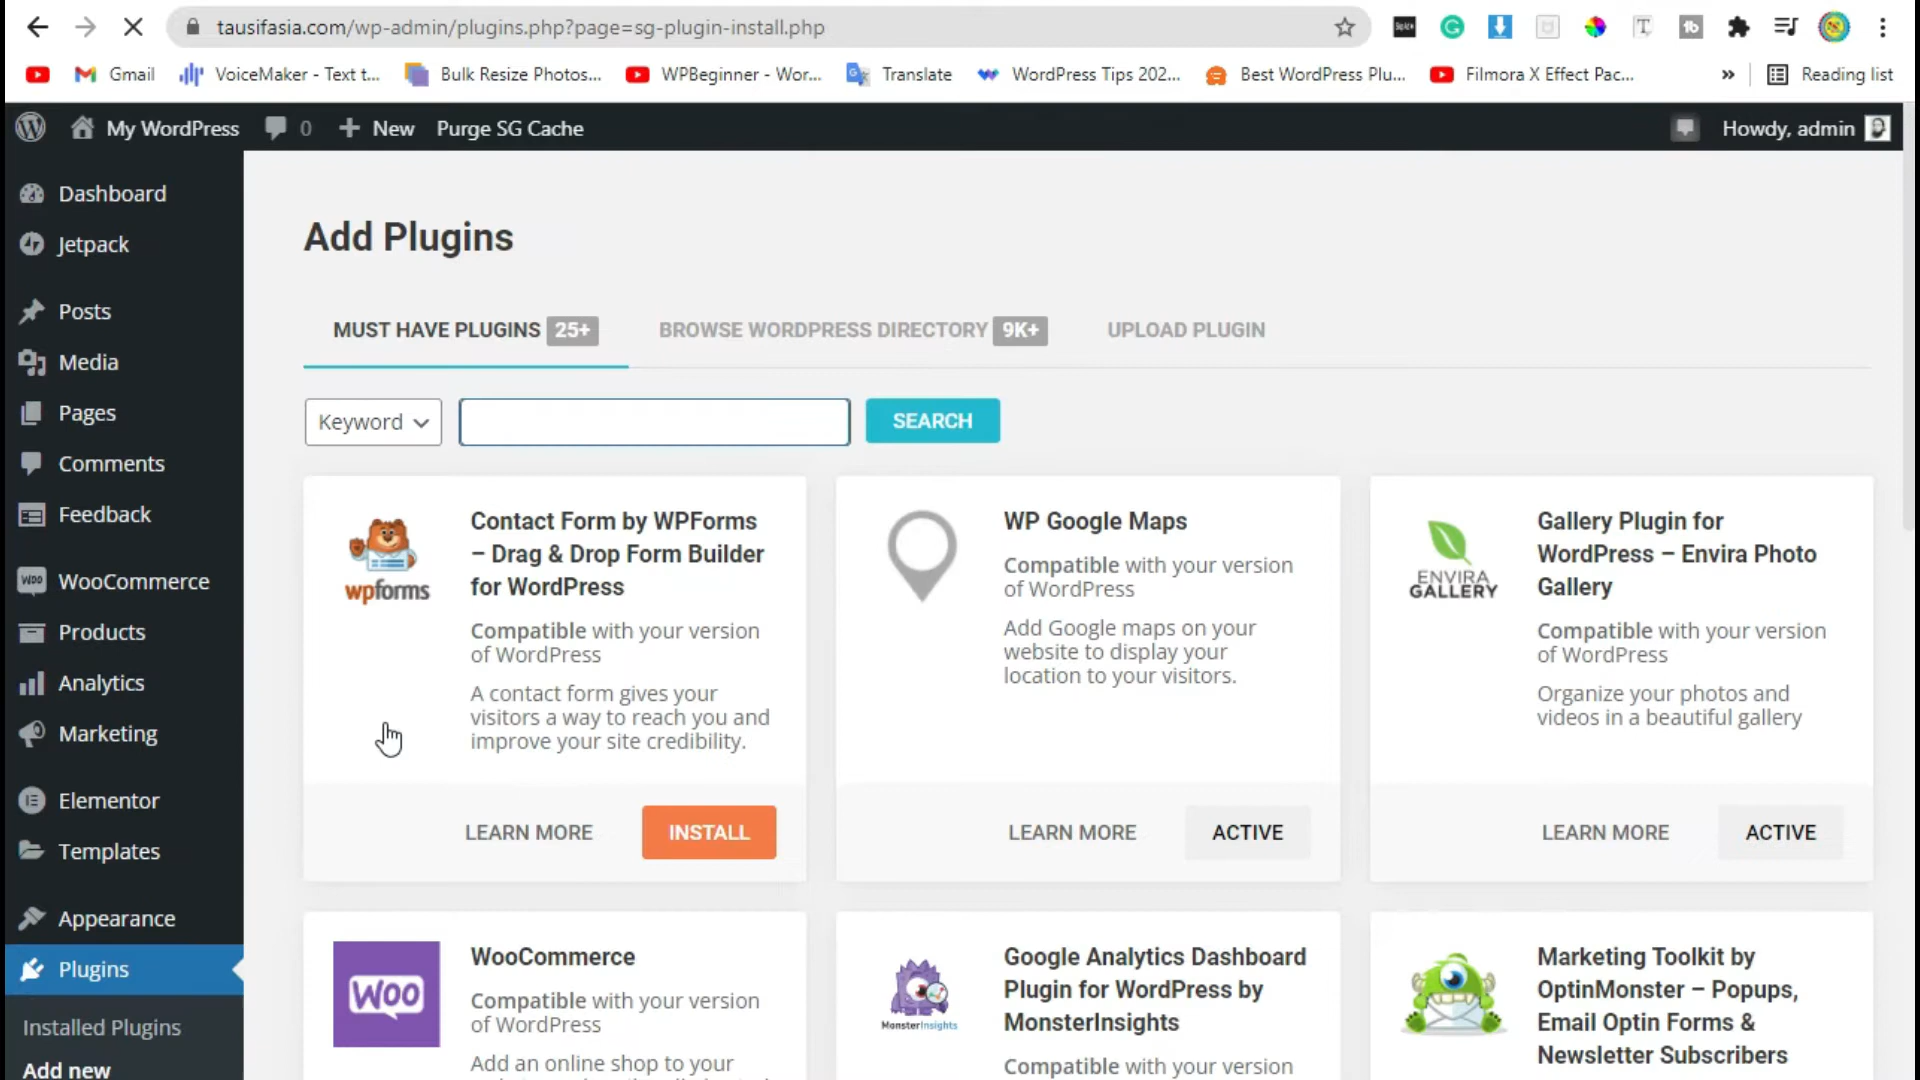 tausifasia.com/wp-admin/plugins.php?page=sg-plugin-install.php
Gmail
VoiceMaker - Text t...
Bulk Resize Photos...
WPBeginner - Wor...
Translate
WordPress Tips 202...
Best WordPress Plu...
Filmora X Effect Pac...
»
Reading list
My WordPress
0
New
Purge SG Cache
Howdy, admin
Dashboard
Jetpack
Posts
Media
Pages
Comments
Feedback
WooCommerce
Products
Analytics
Marketing
Elementor
Templates
Appearance
Plugins
Installed Plugins
Add new
Add Plugins
MUST HAVE PLUGINS 25+
BROWSE WORDPRESS DIRECTORY 9K+
UPLOAD PLUGIN
Keyword
SEARCH
wpforms
Contact Form by WPForms
– Drag & Drop Form Builder
for WordPress
Compatible with your version
of WordPress
A contact form gives your
visitors a way to reach you and
improve your site credibility.
LEARN MORE
INSTALL
WP Google Maps
Compatible with your version
of WordPress
Add Google maps on your
website to display your
location to your visitors.
LEARN MORE
ACTIVE
ENVIRA
GALLERY
Gallery Plugin for
WordPress – Envira Photo
Gallery
Compatible with your version
of WordPress
Organize your photos and
videos in a beautiful gallery
LEARN MORE
ACTIVE
WOO
WooCommerce
Compatible with your version
of WordPress
Add an online shop to your
MonsterInsights
Google Analytics Dashboard
Plugin for WordPress by
MonsterInsights
Compatible with your version
Marketing Toolkit by
OptinMonster – Popups,
Email Optin Forms &
Newsletter Subscribers